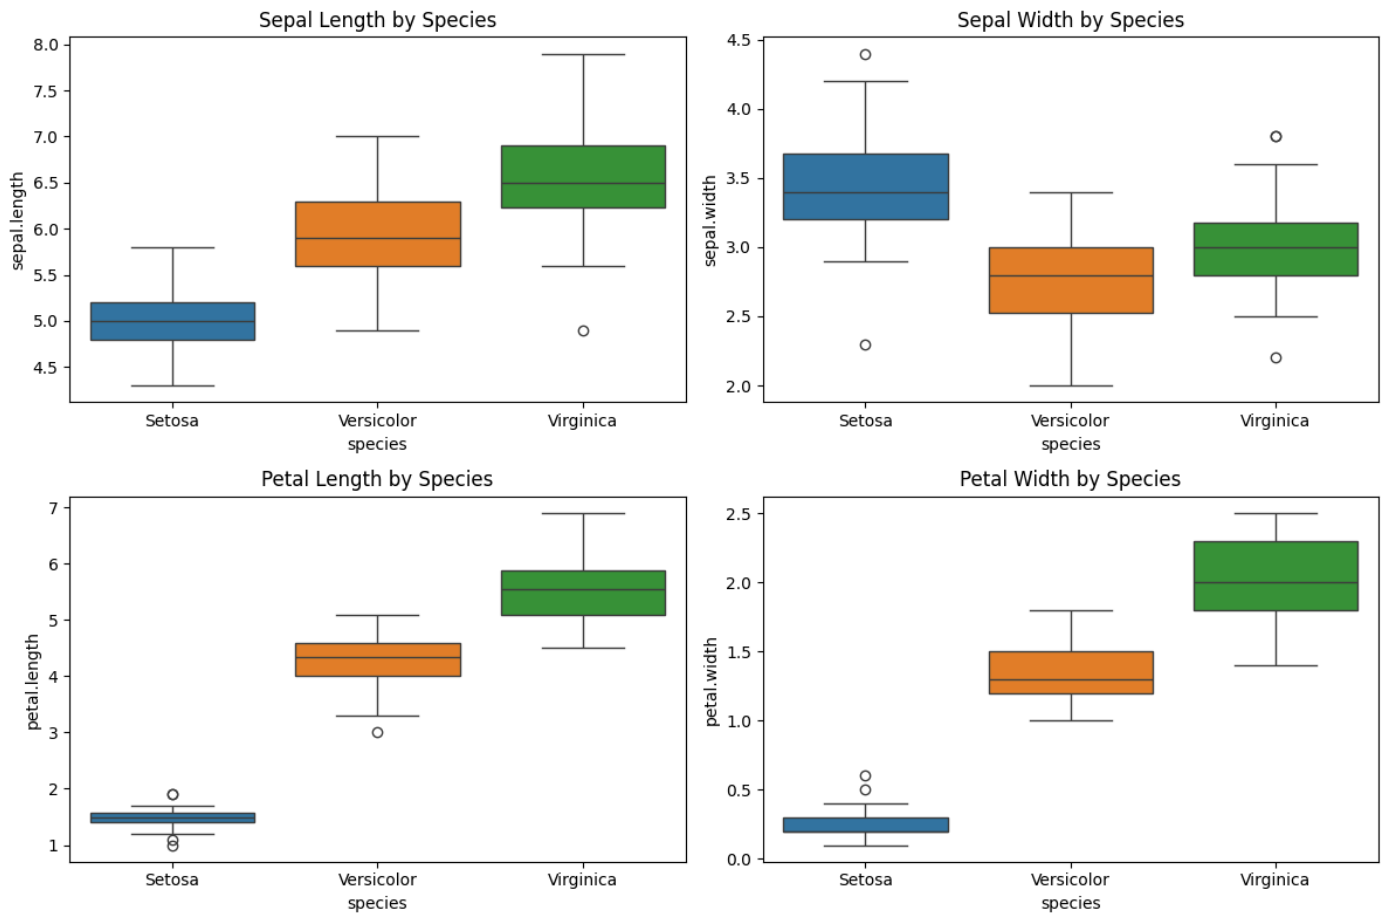 Sepal Length by Species
8.0
7.5
7.0
6.5
6.0
5.5
5.0
4.5
sepal.length
Setosa Versicolor Virginica
species
Sepal Width by Species
4.5
4.0
3.5
3.0
2.5
2.0
sepal.width
Setosa Versicolor Virginica
species
Petal Length by Species
7
6
5
4
3
2
1
petal.length
Setosa Versicolor Virginica
species
Petal Width by Species
2.5
2.0
1.5
1.0
0.5
0.0
petal.width
Setosa Versicolor Virginica
species